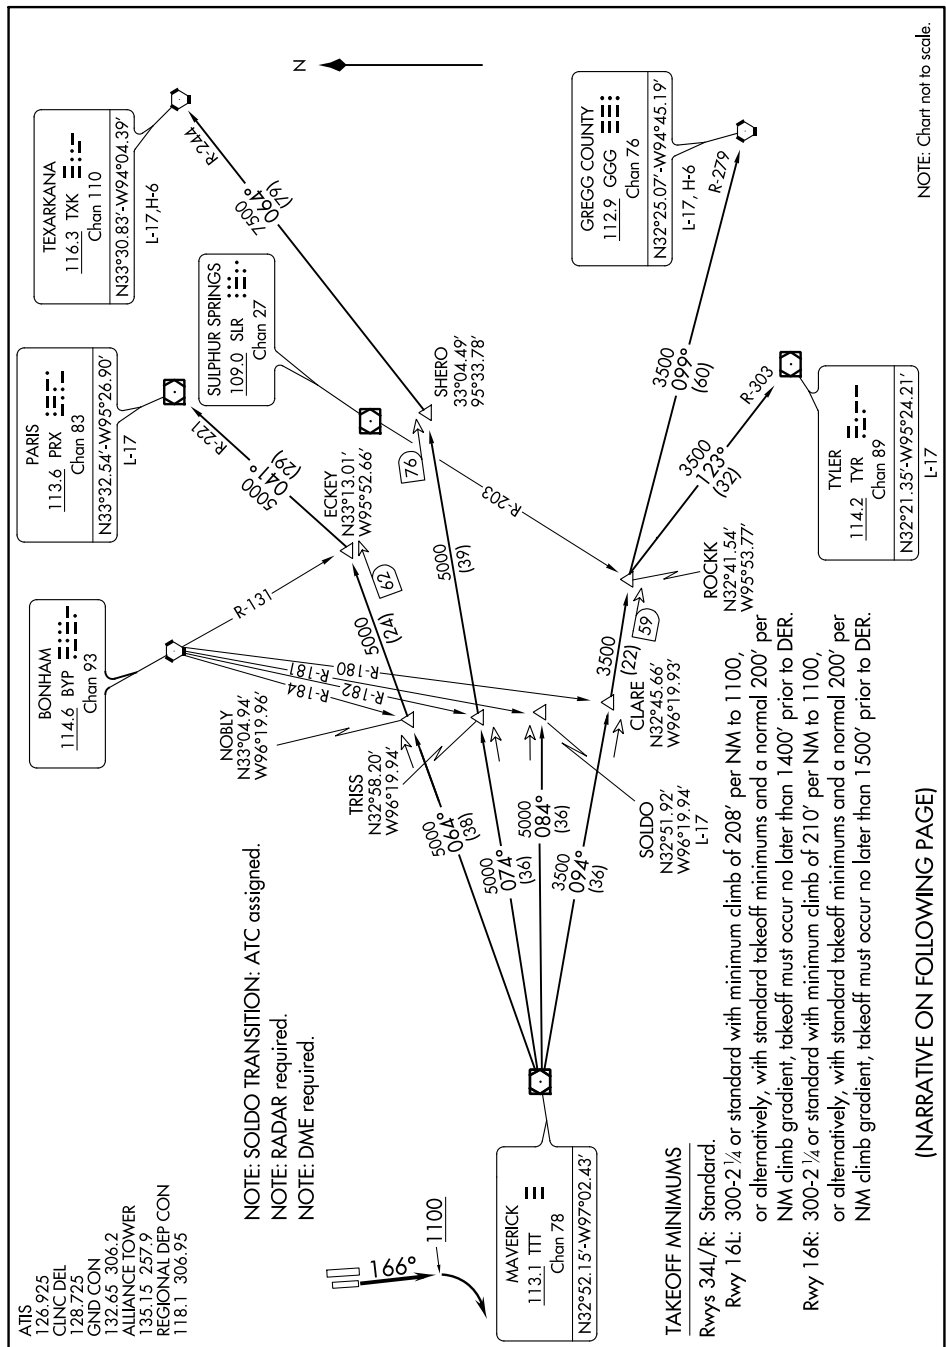 ATIS
126.925
CLNC DEL
128.725
GND CON
132.65 306.2
ALLIANCE TOWER
135.15 257.9
REGIONAL DEP CON
118.1 306.95
NOTE: SOLDO TRANSITION: ATC assigned.
NOTE: RADAR required.
NOTE: DME required.
166°
1100
MAVERICK
113.1 TTT
Chan 78
N32°52.15'-W97°02.43'
BONHAM
114.6 BYP
Chan 93
PARIS
113.6 PRX
Chan 83
N33°32.54'-W95°26.90'
L-17
TEXARKANA
116.3 TXK
Chan 110
N33°30.83'-W94°04.39'
L-17,H-6
SULPHUR SPRINGS
109.0 SLR
Chan 27
N
GREGG COUNTY
112.9 GGG
Chan 76
N32°25.07'-W94°45.19'
L-17, H-6
TYLER
114.2 TYR
Chan 89
N32°21.35'-W95°24.21'
L-17
NOBLY
N33°04.94'
W96°19.96'
TRISS
N32°58.20'
W96°19.94'
SOLDO
N32°51.92'
W96°19.94'
L-17
CLARE
N32°45.66'
W96°19.93'
ECKEY
N33°13.01'
W95°52.66'
SHERO
33°04.49'
95°33.78'
ROCKK
N32°41.54'
W95°53.77'
5000
064°
(38)
5000
074°
(36)
5000
084°
(36)
3500
094°
(36)
R-184
R-182
R-181
R-180
R-131
5000
(24)
62
5000
041°
(29)
R-221
5000
(39)
76
7500
064°
(79)
R-244
R-203
3500
(22)
59
3500
099°
(60)
R-279
3500
123°
(32)
R-303
TAKEOFF MINIMUMS
Rwys 34L/R: Standard.
Rwy 16L: 300-2 ¼ or standard with minimum climb of 208' per NM to 1100,
or alternatively, with standard takeoff minimums and a normal 200' per
NM climb gradient, takeoff must occur no later than 1400' prior to DER.
Rwy 16R: 300-2 ¼ or standard with minimum climb of 210' per NM to 1100,
or alternatively, with standard takeoff minimums and a normal 200' per
NM climb gradient, takeoff must occur no later than 1500' prior to DER.
(NARRATIVE ON FOLLOWING PAGE)
NOTE: Chart not to scale.